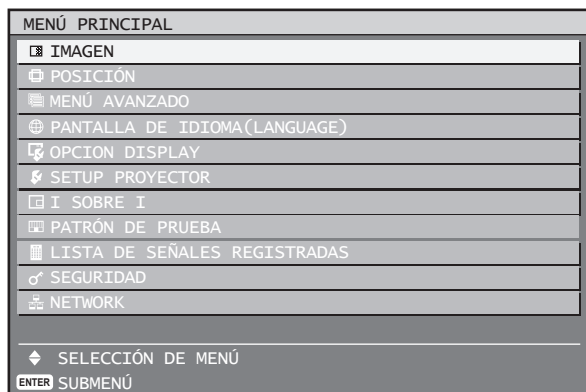 MENÚ PRINCIPAL
IMAGEN
POSICIÓN
MENÚ AVANZADO
PANTALLA DE IDIOMA(LANGUAGE)
OPCION DISPLAY
SETUP PROYECTOR
I SOBRE I
PATRÓN DE PRUEBA
LISTA DE SEÑALES REGISTRADAS
SEGURIDAD
NETWORK
SELECCIÓN DE MENÚ
ENTER SUBMENÚ